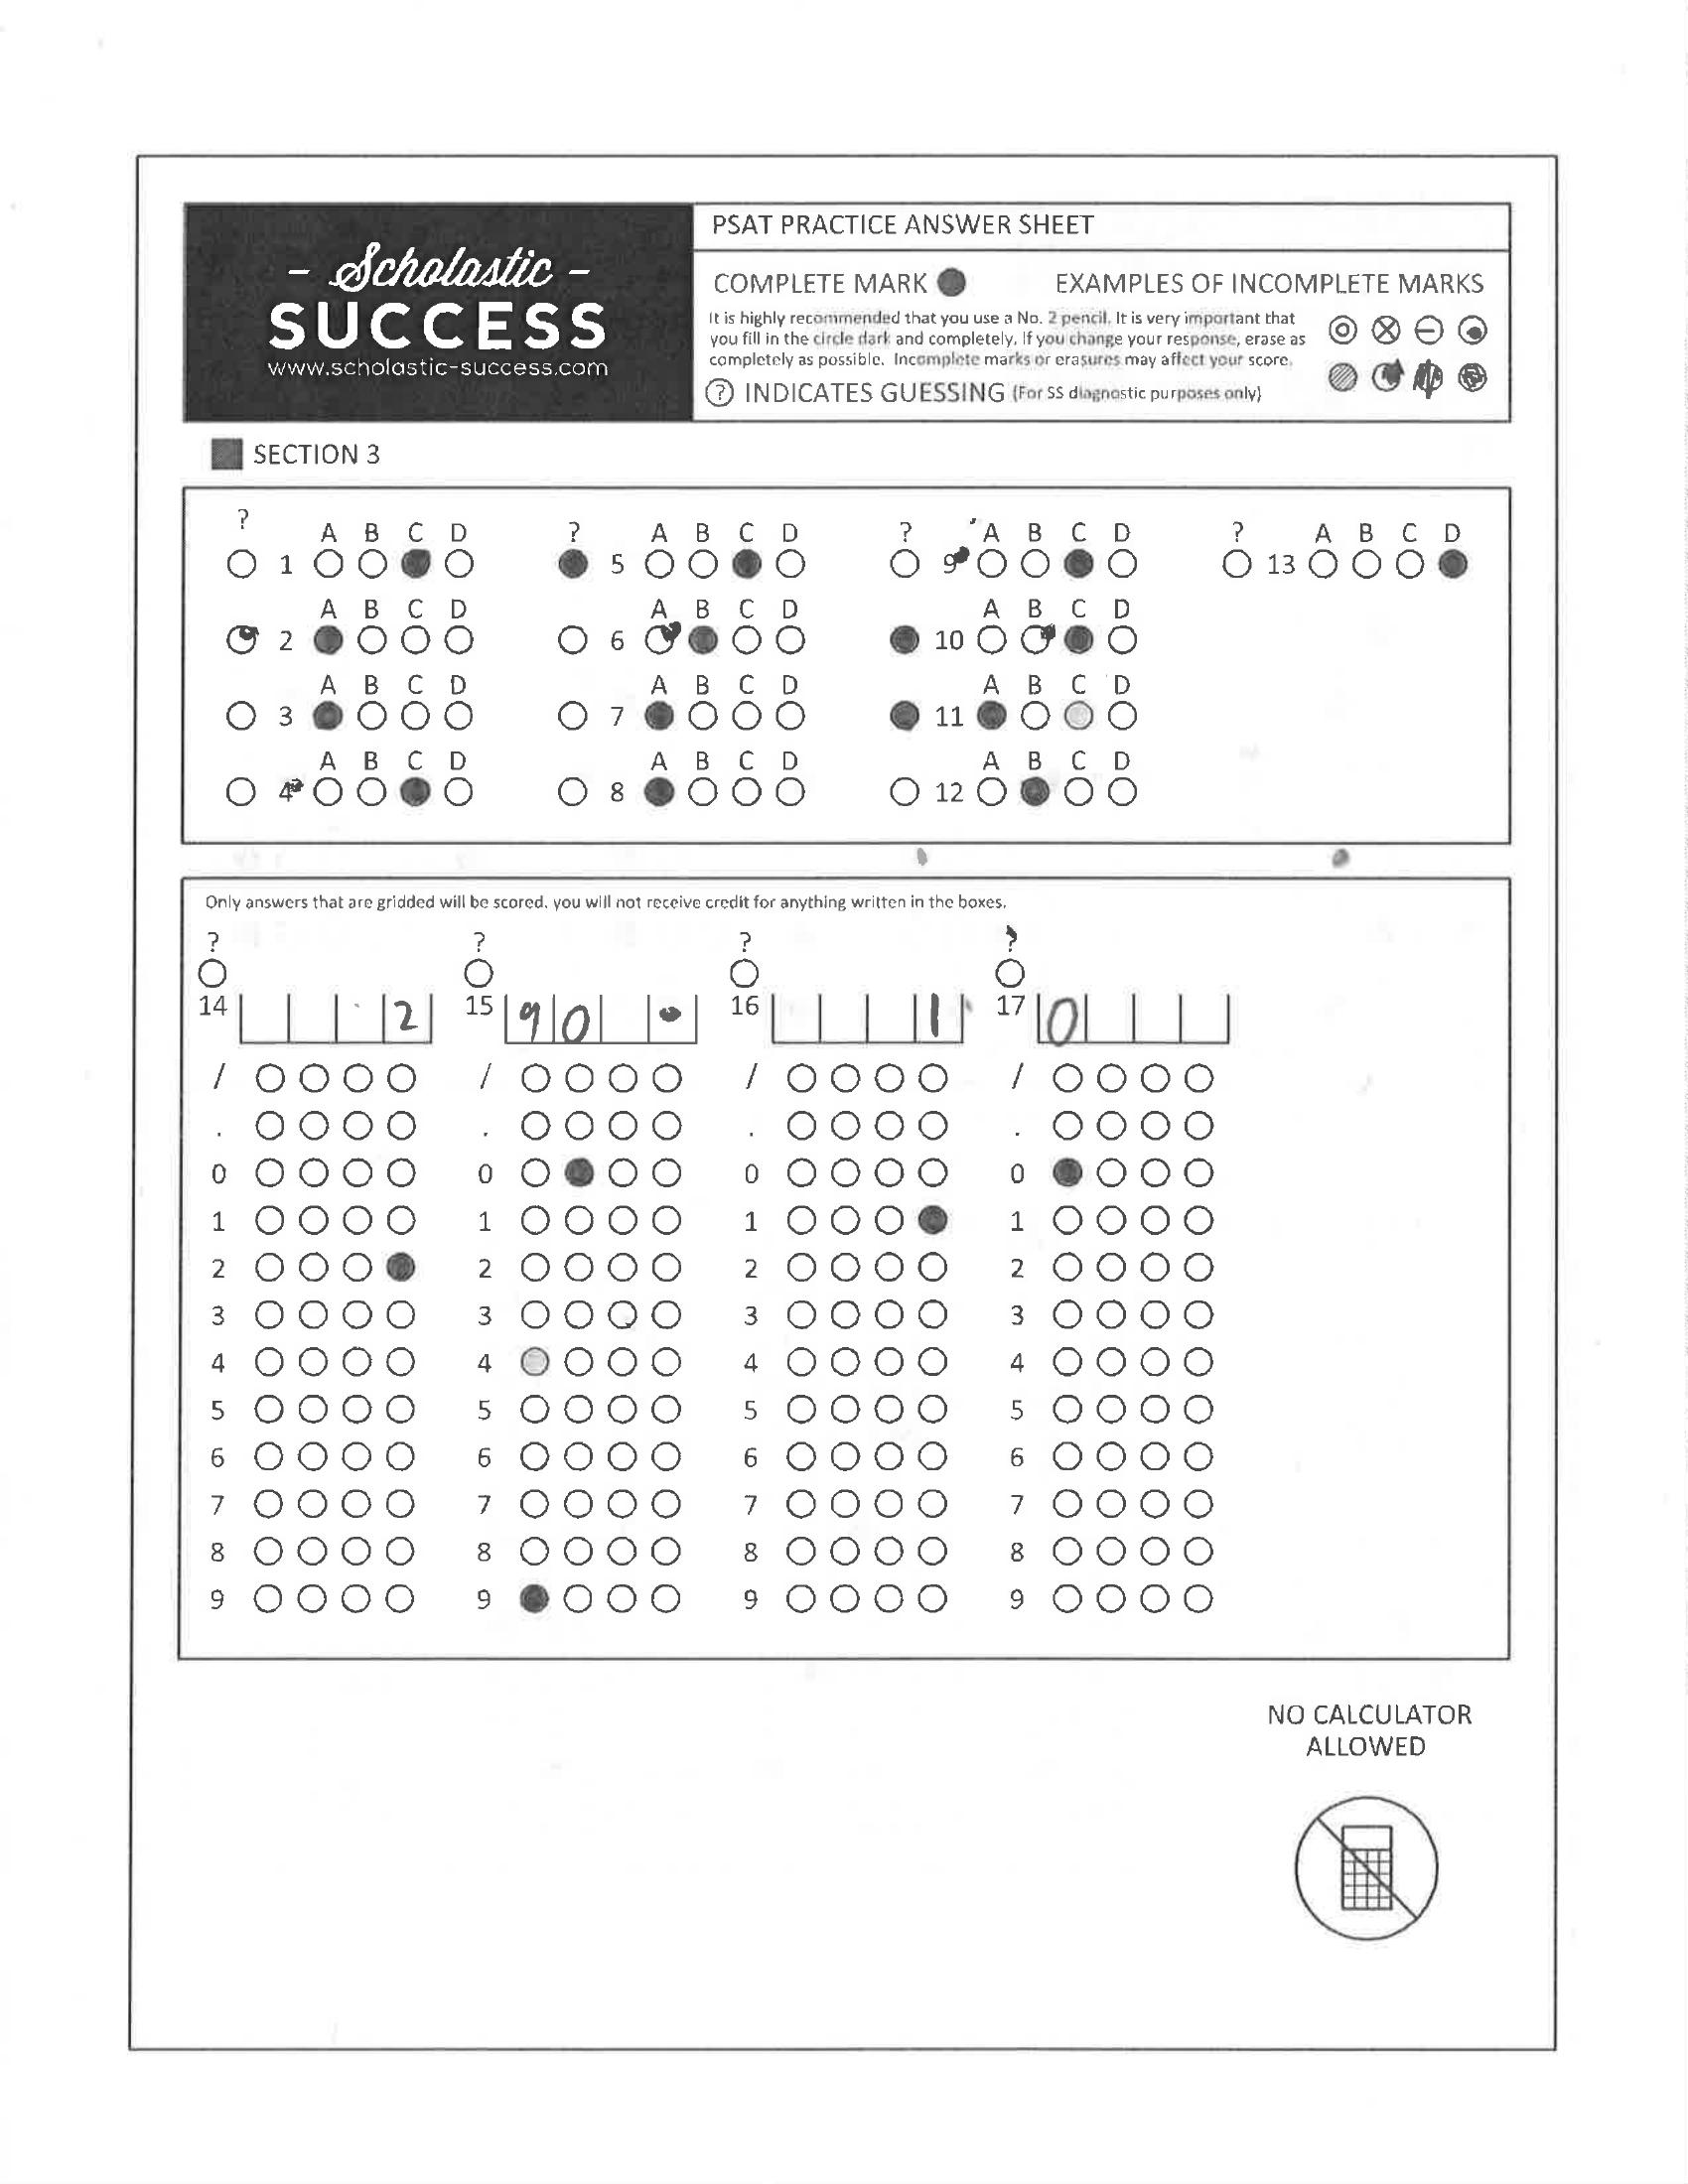 - Scholastic -
SUCCESS
www.scholastic-success.com
PSAT PRACTICE ANSWER SHEET
COMPLETE MARK EXAMPLES OF INCOMPLETE MARKS
It is highly recommended that you use a No. 2 pencil. It is very important that
you fill in the circle dark and completely. If you change your response, erase as
completely as possible. Incomplete marks or erasures may affect your score.
? INDICATES GUESSING (For SS diagnostic purposes only)
SECTION 3
? A B C D ? A B C D ? A B C D ? A B C D
1 5 9 13
A B C D A B C D A B C D
2 6 10
A B C D A B C D A B C D
3 7 11
A B C D A B C D A B C D
4 8 12
Only answers that are gridded will be scored, you will not receive credit for anything written in the boxes.
? ? ? ?
14 2 15 90 16 1 17 0
/ / / /
. . . .
0 0 0 0
1 1 1 1
2 2 2 2
3 3 3 3
4 4 4 4
5 5 5 5
6 6 6 6
7 7 7 7
8 8 8 8
9 9 9 9
NO CALCULATOR
ALLOWED